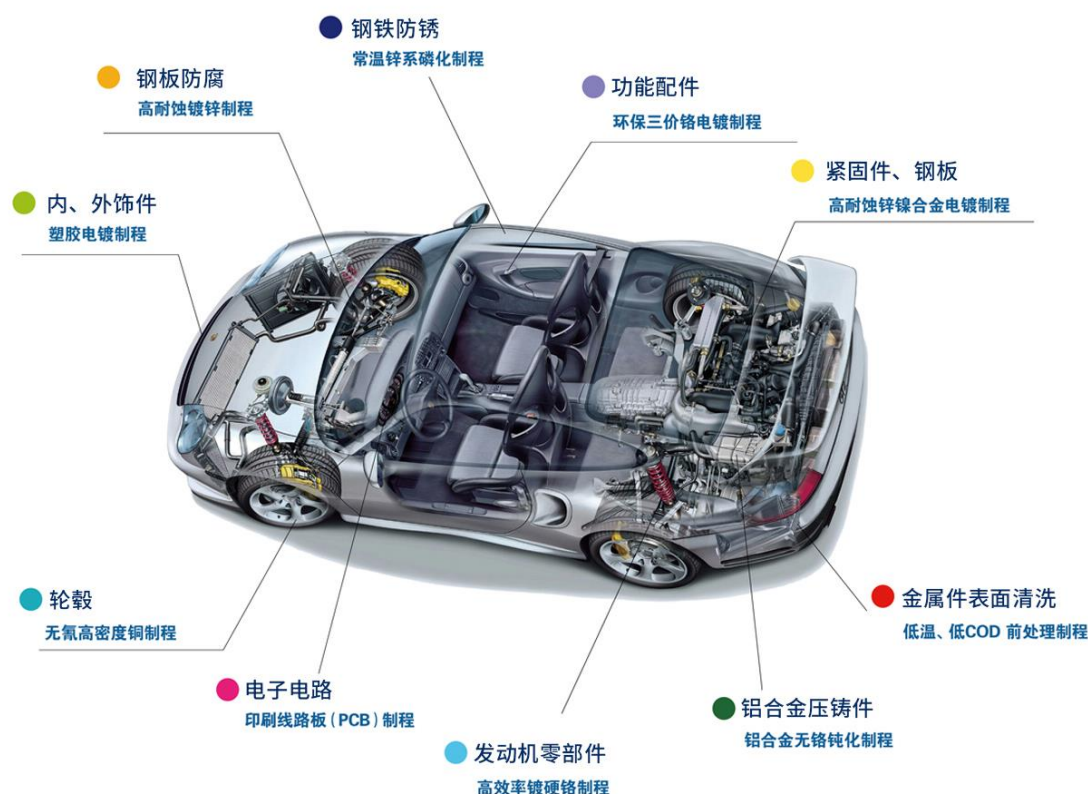 钢铁防锈
常温锌系磷化制程
钢板防腐
高耐蚀镀锌制程
功能配件
环保三价铬电镀制程
紧固件、钢板
高耐蚀锌镍合金电镀制程
内、外饰件
塑胶电镀制程
轮毂
无氰高密度铜制程
金属件表面清洗
低温、低COD 前处理制程
电子电路
印刷线路板(PCB)制程
铝合金压铸件
铝合金无铬钝化制程
发动机零部件
高效率镀硬铬制程